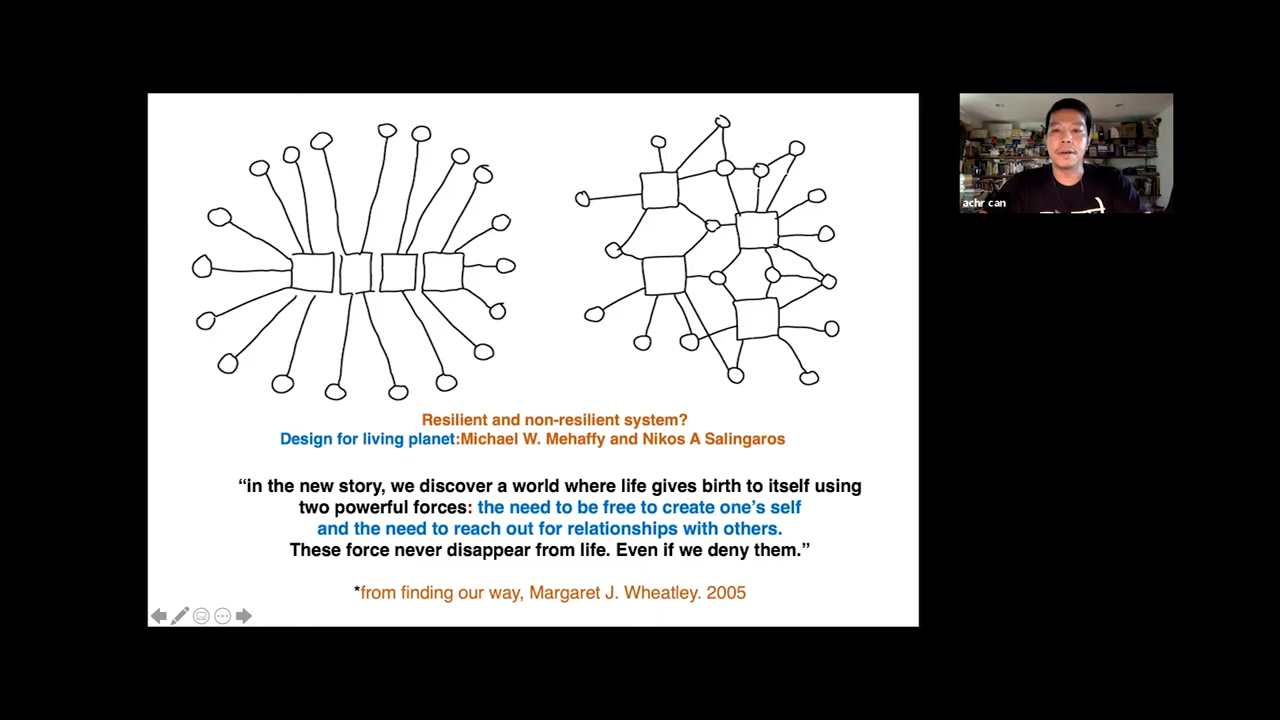 Resilient and non-resilient system?
Design for living planet:Michael W. Mehaffy and Nikos A Salingaros
“in the new story, we discover a world where life gives birth to itself using
two powerful forces: the need to be free to create one’s self
and the need to reach out for relationships with others.
These force never disappear from life. Even if we deny them.”
*from finding our way, Margaret J. Wheatley. 2005
achr can